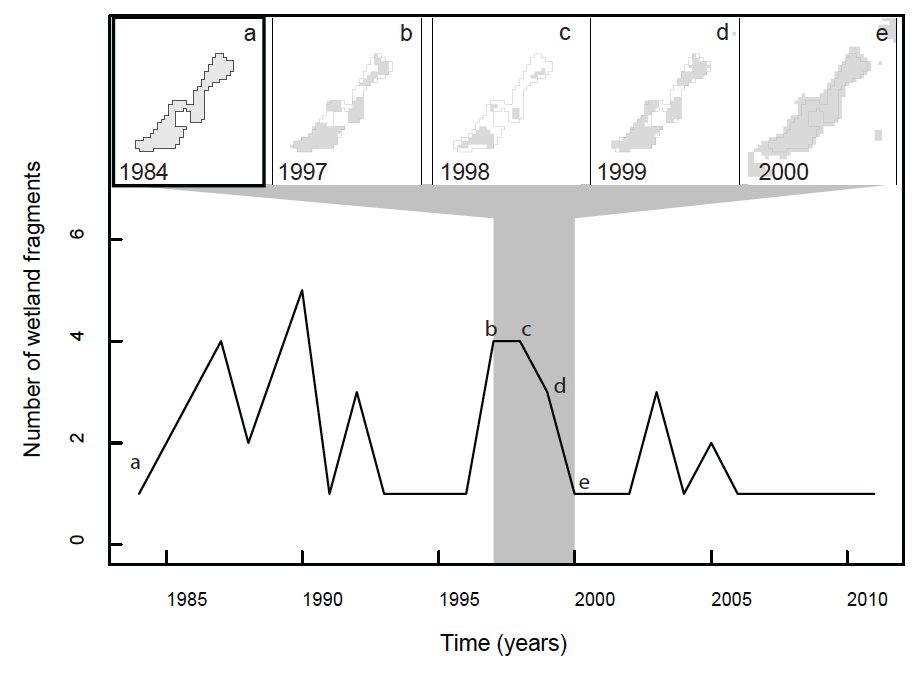 a
b
c
d
e
1984
1997
1998
1999
2000
Number of wetland fragments
6
4
2
0
a
b
c
d
e
1985
1990
1995
2000
2005
2010
Time (years)